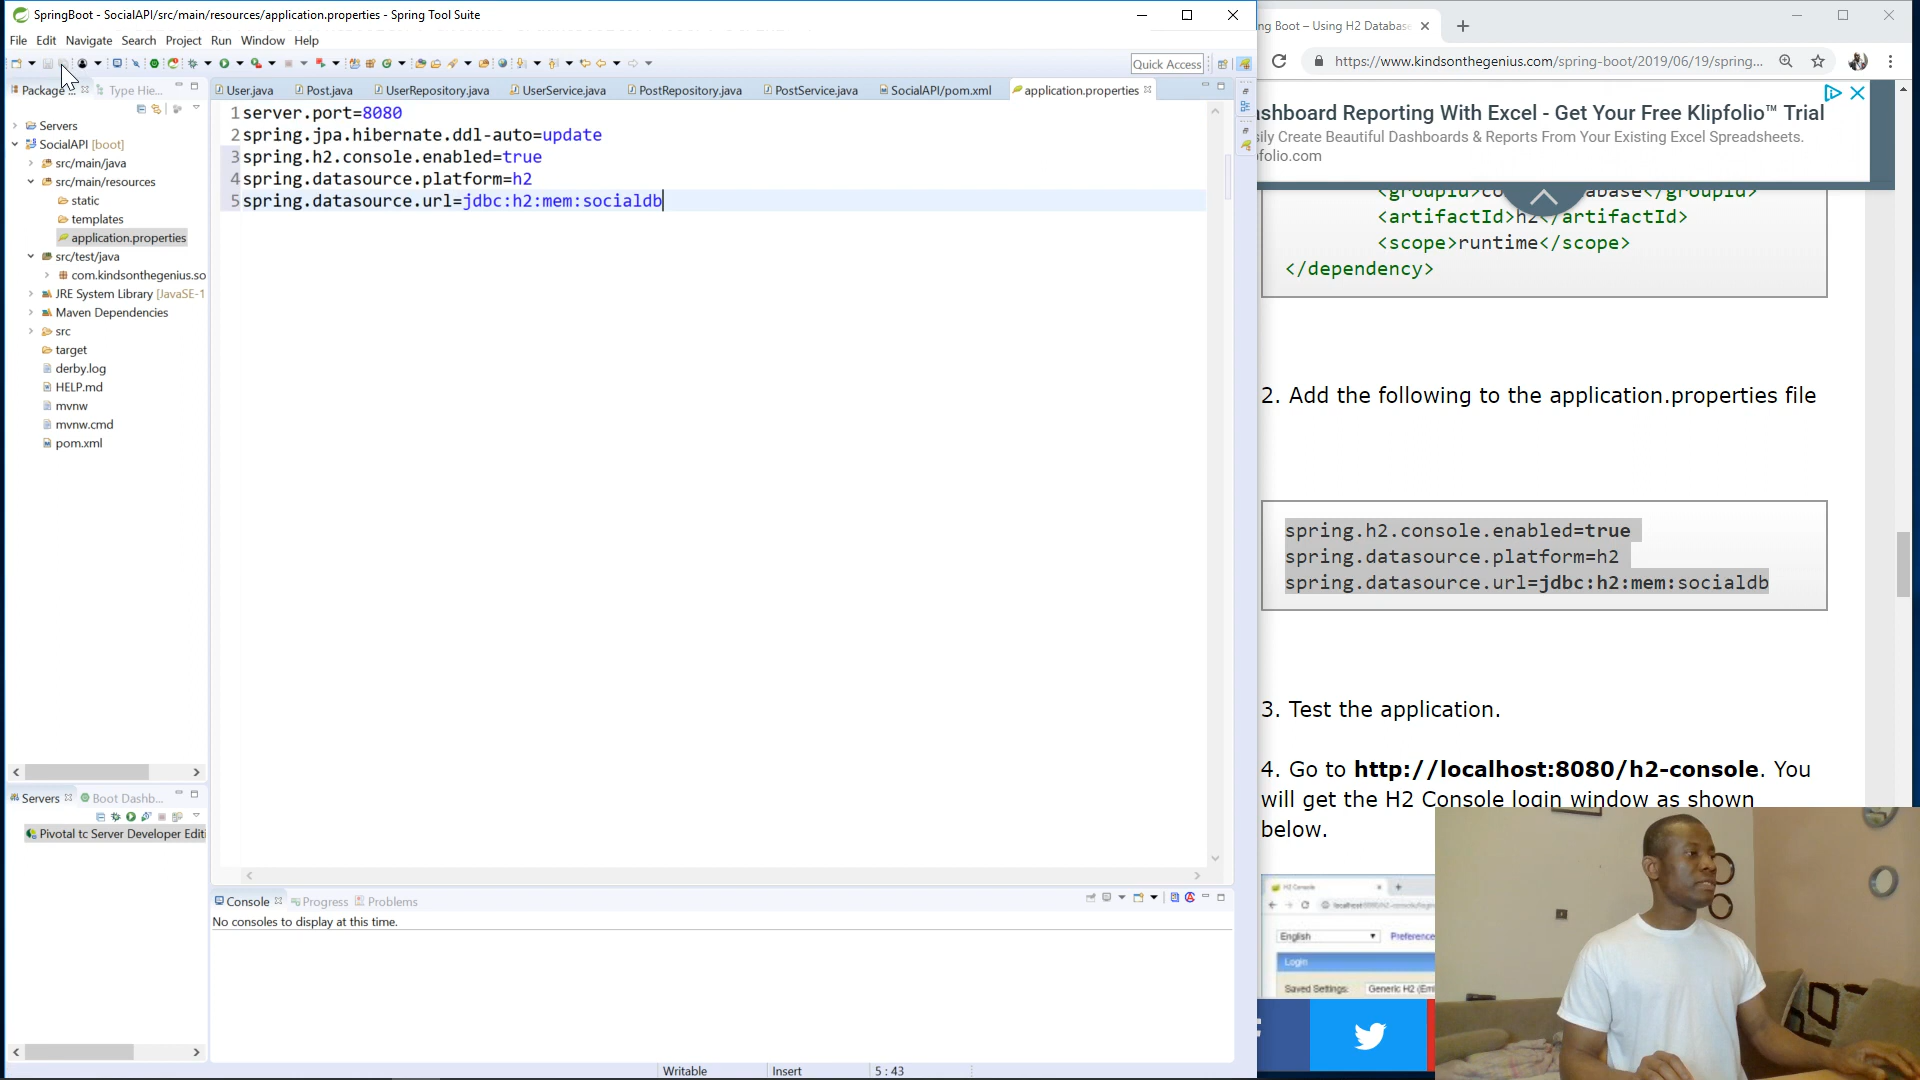 SpringBoot - SocialAPI/src/main/resources/application.properties - Spring Tool Suite
File Edit Navigate Search Project Run Window Help
Quick Access
Package
Type Hie...
User.java
Post.java
UserRepository.java
UserService.java
PostRepository.java
PostService.java
SocialAPI/pom.xml
application.properties
Servers
SocialAPI [boot]
src/main/java
src/main/resources
static
templates
application.properties
src/test/java
com.kindsonthegenius.so
JRE System Library [JavaSE-1
Maven Dependencies
src
target
derby.log
HELP.md
mvnw
mvnw.cmd
pom.xml
1 server.port=8080
2 spring.jpa.hibernate.ddl-auto=update
3 spring.h2.console.enabled=true
4 spring.datasource.platform=h2
5 spring.datasource.url=jdbc:h2:mem:socialdb
Servers
Boot Dashb...
Pivotal tc Server Developer Editi
Console
Progress
Problems
No consoles to display at this time.
Writable
Insert
5 : 43
ng Boot – Using H2 Database
https://www.kindsonthegenius.com/spring-boot/2019/06/19/spring...
shboard Reporting With Excel - Get Your Free Klipfolio™ Trial
sily Create Beautiful Dashboards & Reports From Your Existing Excel Spreadsheets.
ofolio.com
<artifactId>h2</artifactId>
<scope>runtime</scope>
</dependency>
2. Add the following to the application.properties file
spring.h2.console.enabled=true
spring.datasource.platform=h2
spring.datasource.url=jdbc:h2:mem:socialdb
3. Test the application.
4. Go to http://localhost:8080/h2-console. You
will get the H2 Console login window as shown
below.
H2 Console
English
Preference
Login
Saved Settings:
Generic H2 (Em